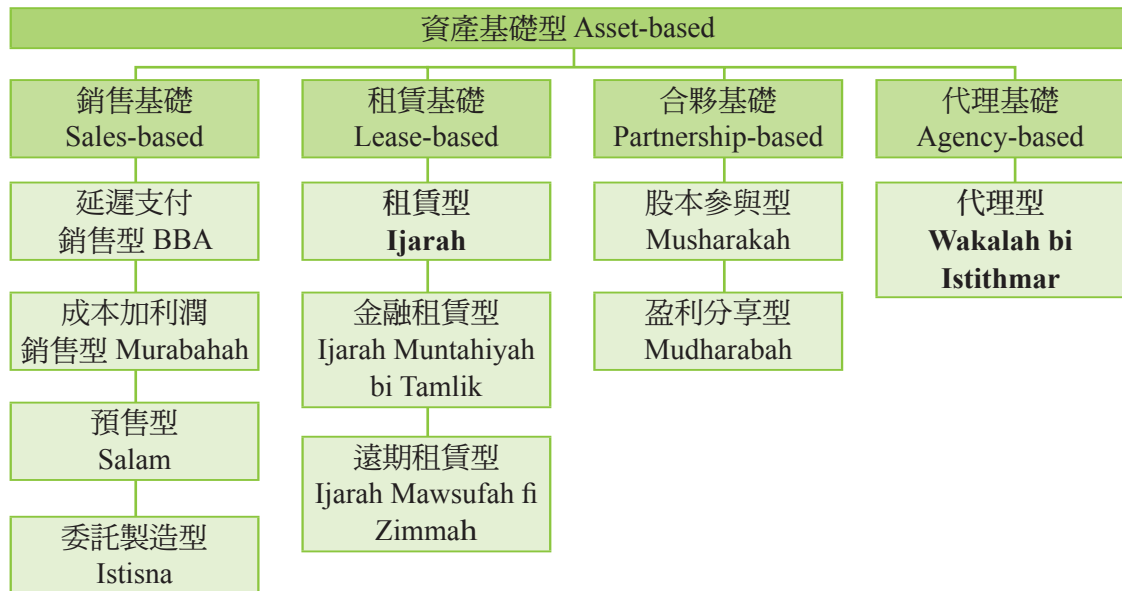 資產基礎型 Asset-based
銷售基礎
Sales-based
延遲支付
銷售型 BBA
成本加利潤
銷售型 Murabahah
預售型
Salam
委託製造型
Istisna
租賃基礎
Lease-based
租賃型
Ijarah
金融租賃型
Ijarah Muntahiyah
bi Tamlik
遠期租賃型
Ijarah Mawsufah fi
Zimmah
合夥基礎
Partnership-based
股本參與型
Musharakah
盈利分享型
Mudharabah
代理基礎
Agency-based
代理型
Wakalah bi
Istithmar